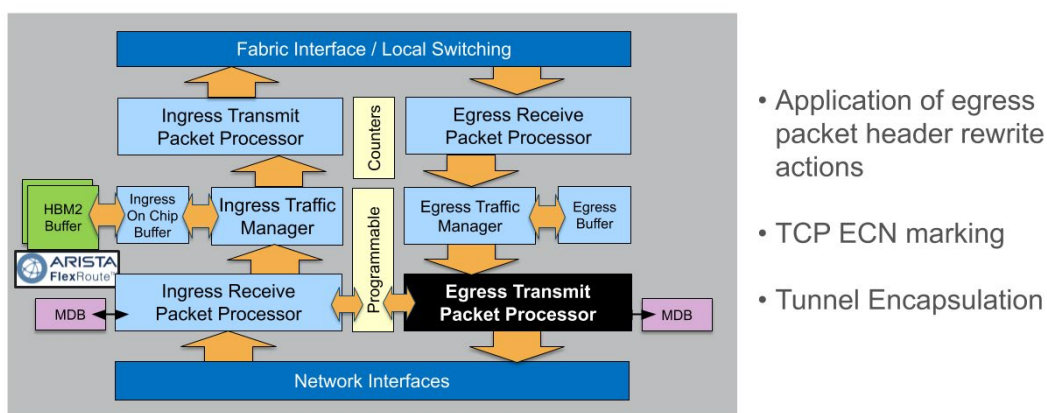 Fabric Interface / Local Switching
Ingress Transmit
Packet Processor
Counters
Egress Receive
Packet Processor
HBM2
Buffer
Ingress
On Chip
Buffer
Ingress Traffic
Manager
Programmable
Egress Traffic
Manager
Egress
Buffer
ARISTA
FlexRoute™
MDB
Ingress Receive
Packet Processor
Egress Transmit
Packet Processor
MDB
Network Interfaces
• Application of egress
packet header rewrite
actions
• TCP ECN marking
• Tunnel Encapsulation